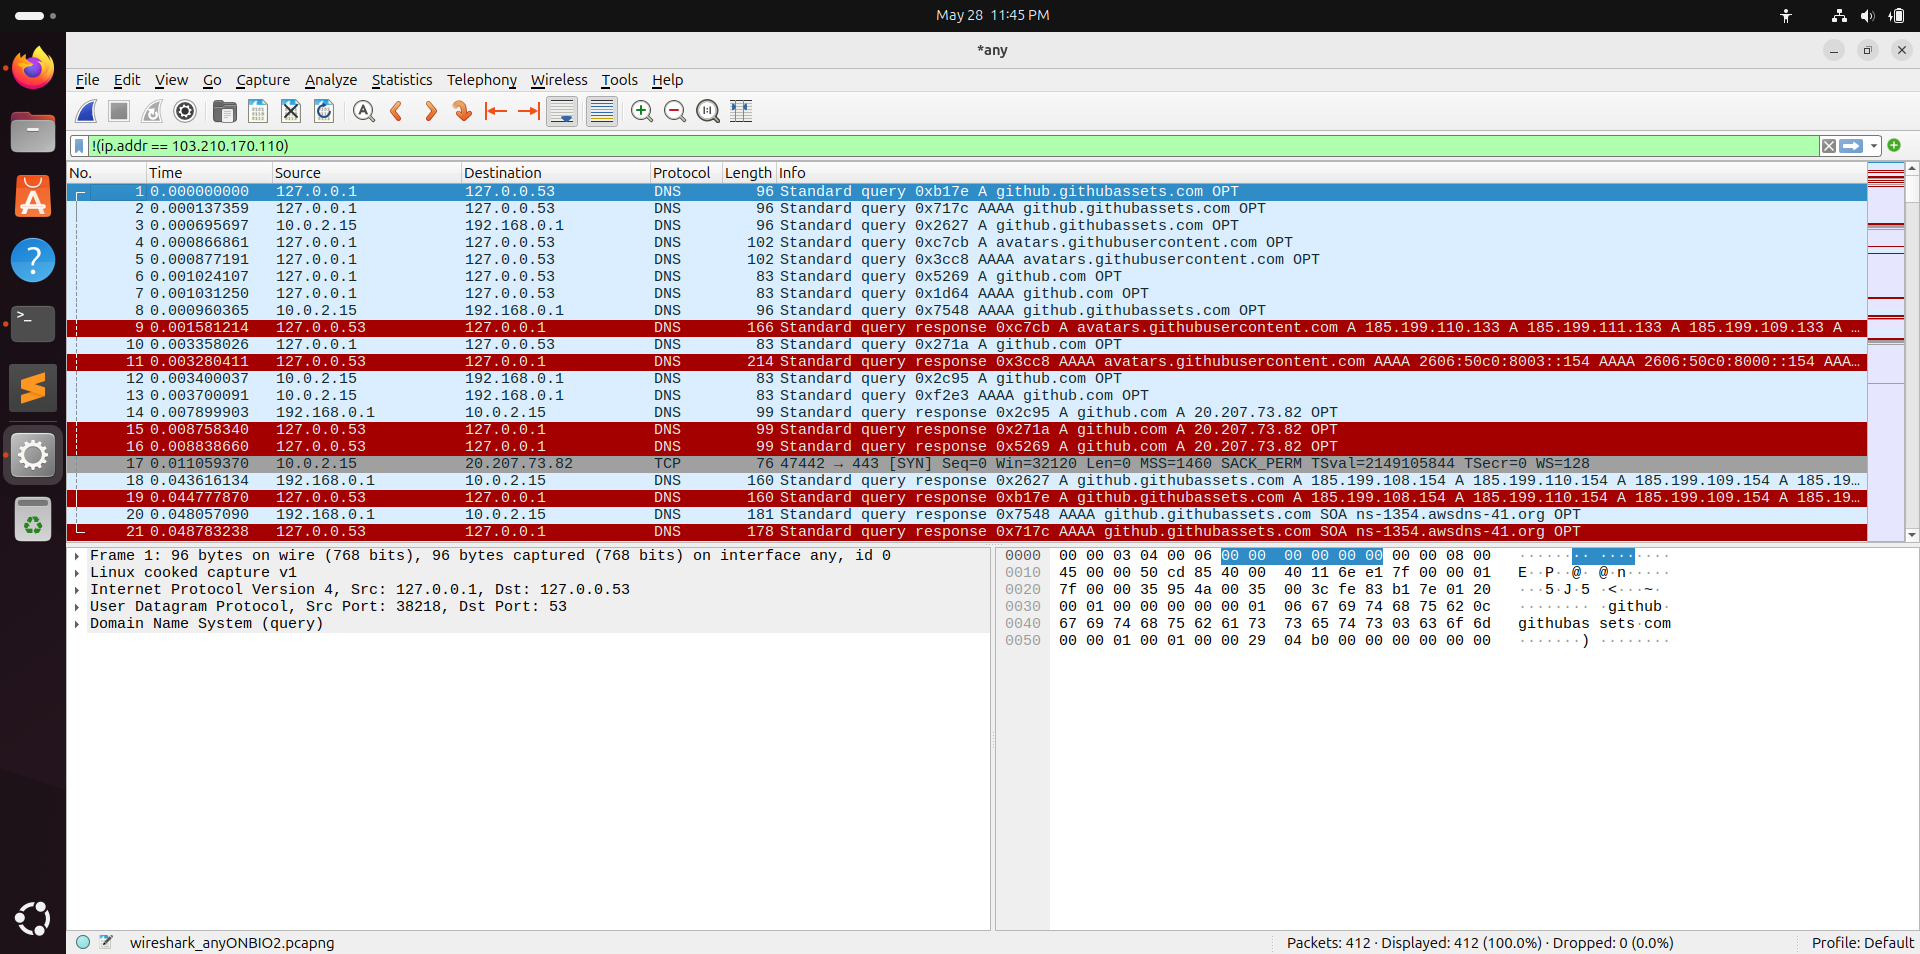 May 28 11:45 PM
*any
File Edit View Go Capture Analyze Statistics Telephony Wireless Tools Help
!(ip.addr == 103.210.170.110)
No. Time Source Destination Protocol Length Info
1 0.000000000 127.0.0.1 127.0.0.53 DNS 96 Standard query 0xb17e A github.githubassets.com OPT
2 0.000137359 127.0.0.1 127.0.0.53 DNS 96 Standard query 0x717c AAAA github.githubassets.com OPT
3 0.000695697 10.0.2.15 192.168.0.1 DNS 96 Standard query 0x2627 A github.githubassets.com OPT
4 0.000866861 127.0.0.1 127.0.0.53 DNS 102 Standard query 0xc7cb A avatars.githubusercontent.com OPT
5 0.000877191 127.0.0.1 127.0.0.53 DNS 102 Standard query 0x3cc8 AAAA avatars.githubusercontent.com OPT
6 0.001024107 127.0.0.1 127.0.0.53 DNS 83 Standard query 0x5269 A github.com OPT
7 0.001031250 127.0.0.1 127.0.0.53 DNS 83 Standard query 0x1d64 AAAA github.com OPT
8 0.000960365 10.0.2.15 192.168.0.1 DNS 96 Standard query 0x7548 AAAA github.githubassets.com OPT
9 0.001581214 127.0.0.53 127.0.0.1 DNS 166 Standard query response 0xc7cb A avatars.githubusercontent.com A 185.199.110.133 A 185.199.111.133 A 185.199.109.133 A …
10 0.003358026 127.0.0.1 127.0.0.53 DNS 83 Standard query 0x271a A github.com OPT
11 0.003280411 127.0.0.53 127.0.0.1 DNS 214 Standard query response 0x3cc8 AAAA avatars.githubusercontent.com AAAA 2606:50c0:8003::154 AAAA 2606:50c0:8000::154 AAA…
12 0.003400037 10.0.2.15 192.168.0.1 DNS 83 Standard query 0x2c95 A github.com OPT
13 0.003700091 10.0.2.15 192.168.0.1 DNS 83 Standard query 0xf2e3 AAAA github.com OPT
14 0.007899903 192.168.0.1 10.0.2.15 DNS 99 Standard query response 0x2c95 A github.com A 20.207.73.82 OPT
15 0.008758340 127.0.0.53 127.0.0.1 DNS 99 Standard query response 0x271a A github.com A 20.207.73.82 OPT
16 0.008838660 127.0.0.53 127.0.0.1 DNS 99 Standard query response 0x5269 A github.com A 20.207.73.82 OPT
17 0.011059370 10.0.2.15 20.207.73.82 TCP 76 47442 → 443 [SYN] Seq=0 Win=32120 Len=0 MSS=1460 SACK_PERM TSval=2149105844 TSecr=0 WS=128
18 0.043616134 192.168.0.1 10.0.2.15 DNS 160 Standard query response 0x2627 A github.githubassets.com A 185.199.108.154 A 185.199.110.154 A 185.199.109.154 A 185.19…
19 0.044777870 127.0.0.53 127.0.0.1 DNS 160 Standard query response 0xb17e A github.githubassets.com A 185.199.108.154 A 185.199.110.154 A 185.199.109.154 A 185.19…
20 0.048057090 192.168.0.1 10.0.2.15 DNS 181 Standard query response 0x7548 AAAA github.githubassets.com SOA ns-1354.awsdns-41.org OPT
21 0.048783238 127.0.0.53 127.0.0.1 DNS 178 Standard query response 0x717c AAAA github.githubassets.com SOA ns-1354.awsdns-41.org OPT
Frame 1: 96 bytes on wire (768 bits), 96 bytes captured (768 bits) on interface any, id 0
Linux cooked capture v1
Internet Protocol Version 4, Src: 127.0.0.1, Dst: 127.0.0.53
User Datagram Protocol, Src Port: 38218, Dst Port: 53
Domain Name System (query)
0000 00 00 03 04 00 06 00 00 00 00 00 00 00 00 08 00 ········ ········
0010 45 00 00 50 cd 85 40 00 40 11 6e e1 7f 00 00 01 E··P··@· @·n·····
0020 7f 00 00 35 95 4a 00 35 00 3c fe 83 b1 7e 01 20 ···5·J·5 ·<···~·
0030 00 01 00 00 00 00 00 01 06 67 69 74 68 75 62 0c ········ ·github·
0040 67 69 74 68 75 62 61 73 73 65 74 73 03 63 6f 6d githubas sets·com
0050 00 00 01 00 01 00 00 29 04 b0 00 00 00 00 00 00 ·······) ········
wireshark_anyONBIO2.pcapng
Packets: 412 · Displayed: 412 (100.0%) · Dropped: 0 (0.0%)
Profile: Default